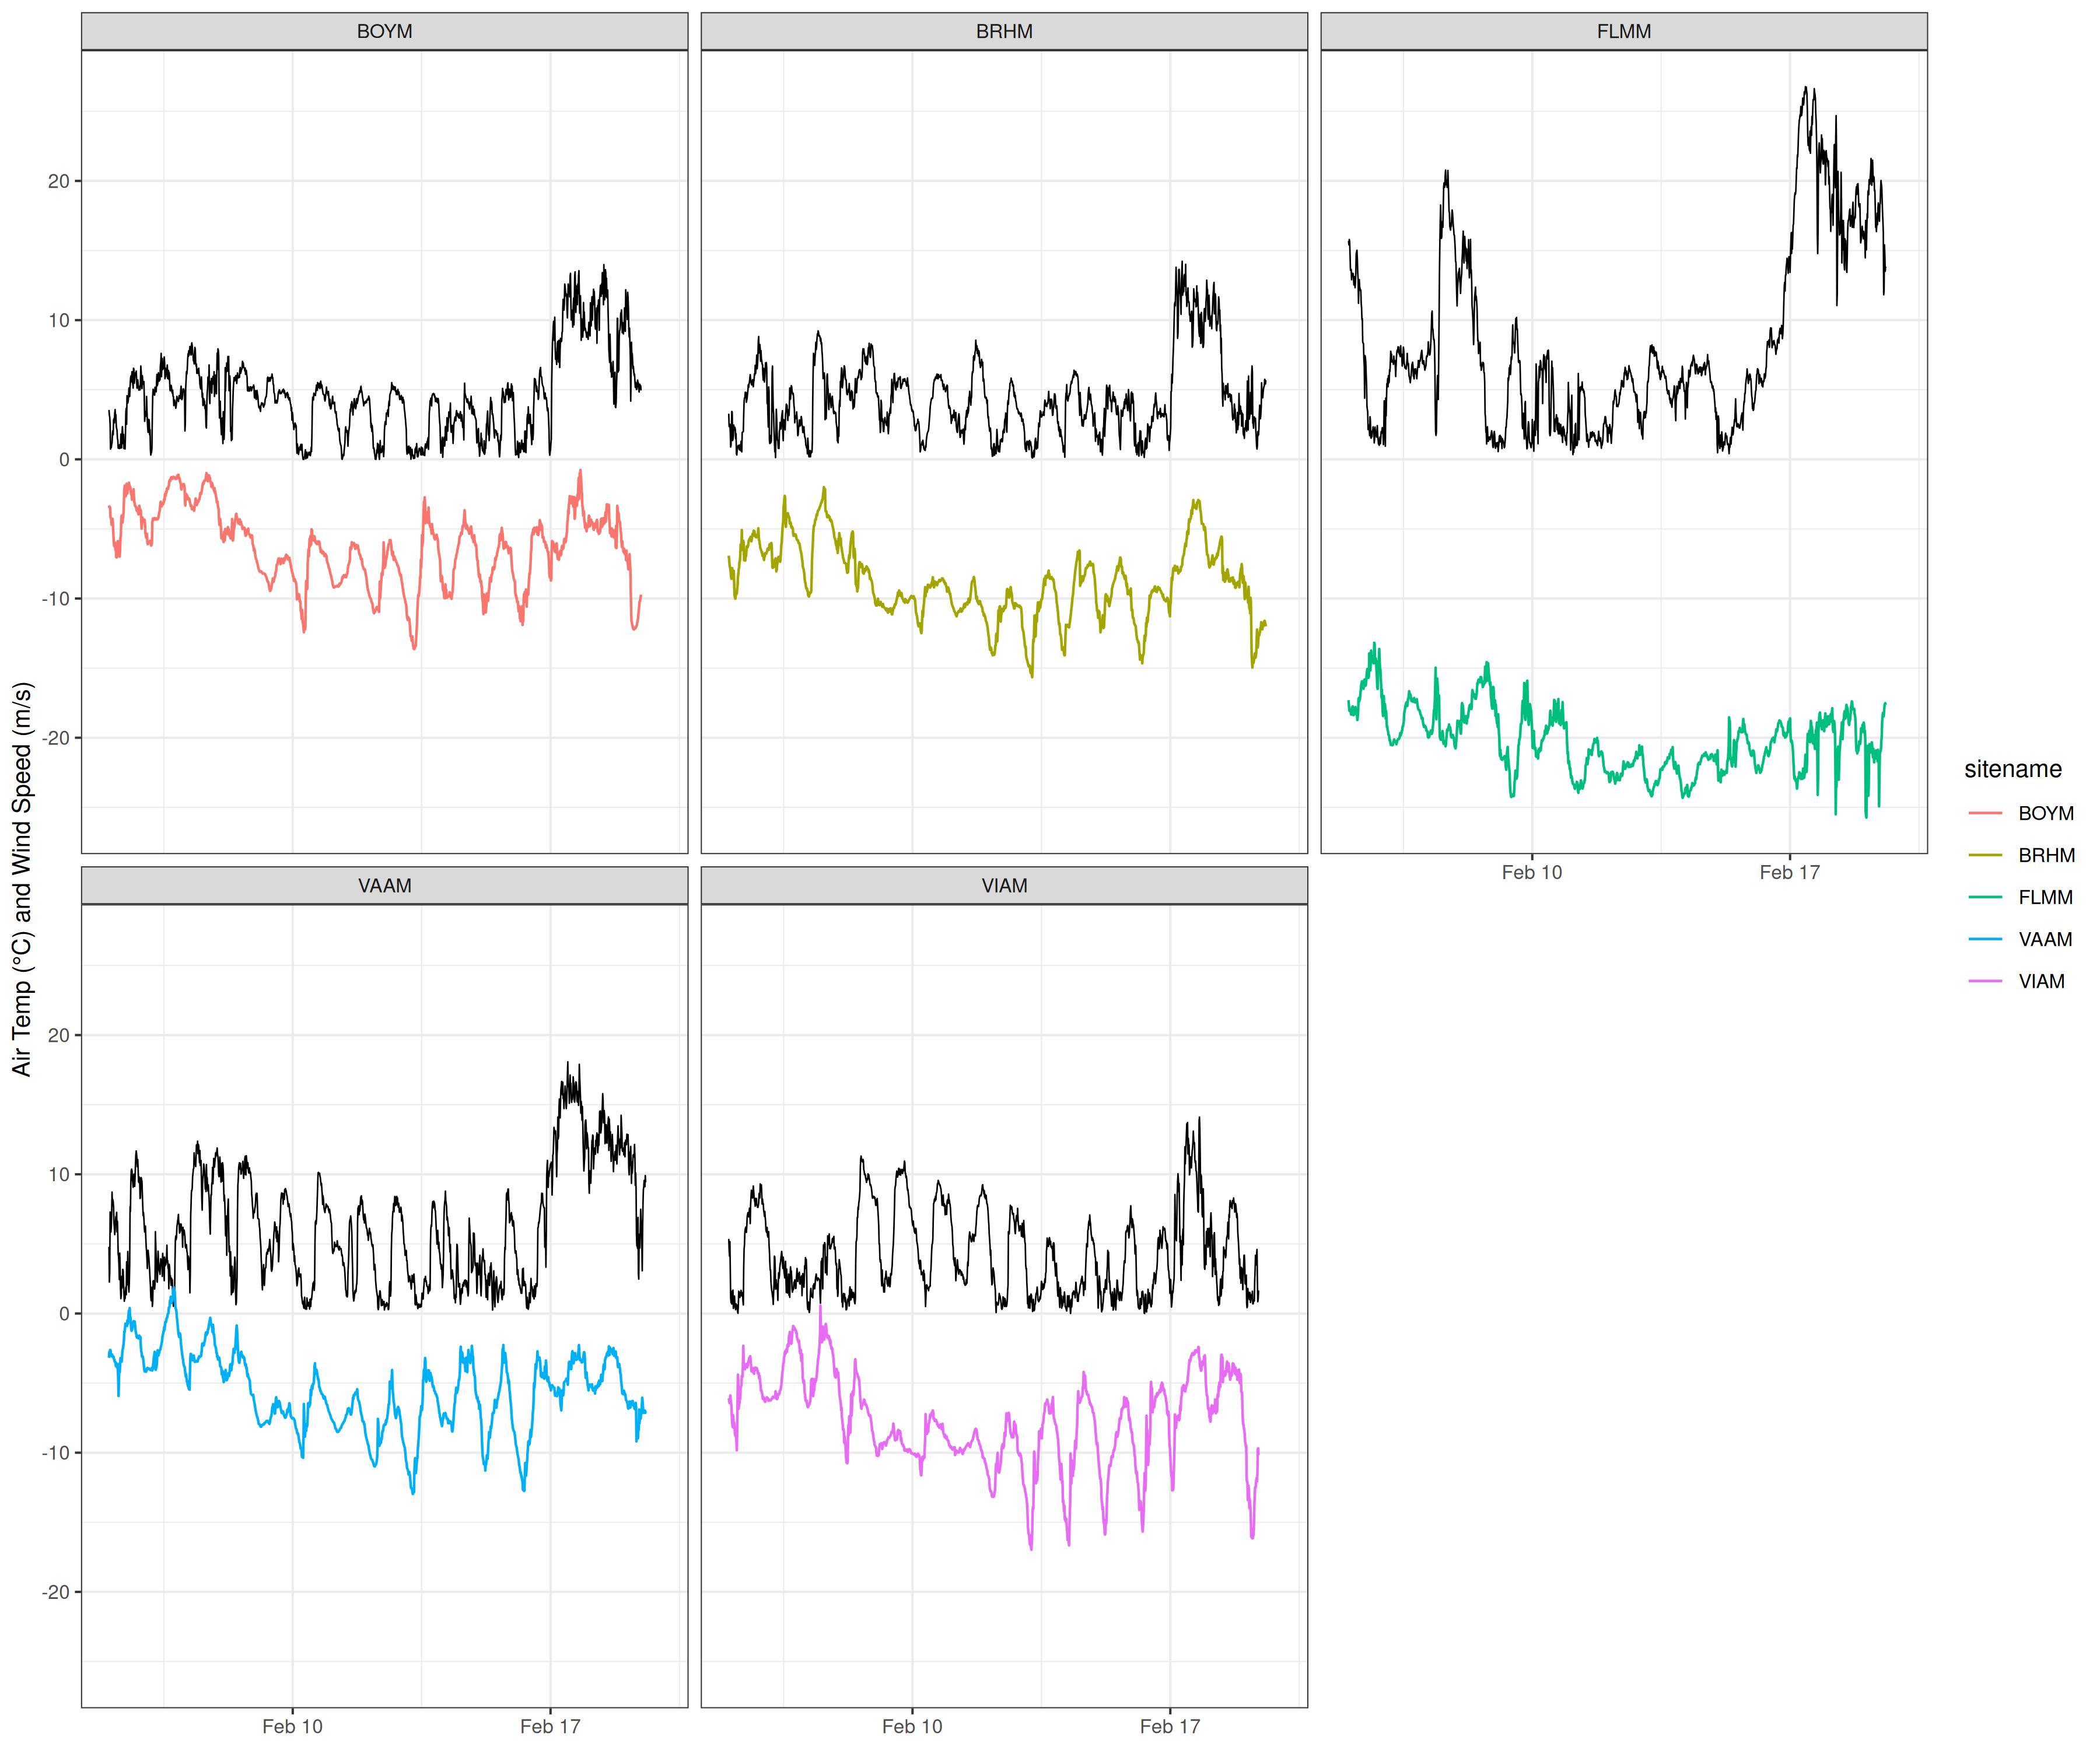 BOYM
BRHM
FLMM
20
10
0
-10
-20
Feb 10
Feb 17
VAAM
VIAM
20
10
0
-10
-20
Feb 10
Feb 17
Feb 10
Feb 17
Air Temp (°C) and Wind Speed (m/s)
sitename
BOYM
BRHM
FLMM
VAAM
VIAM